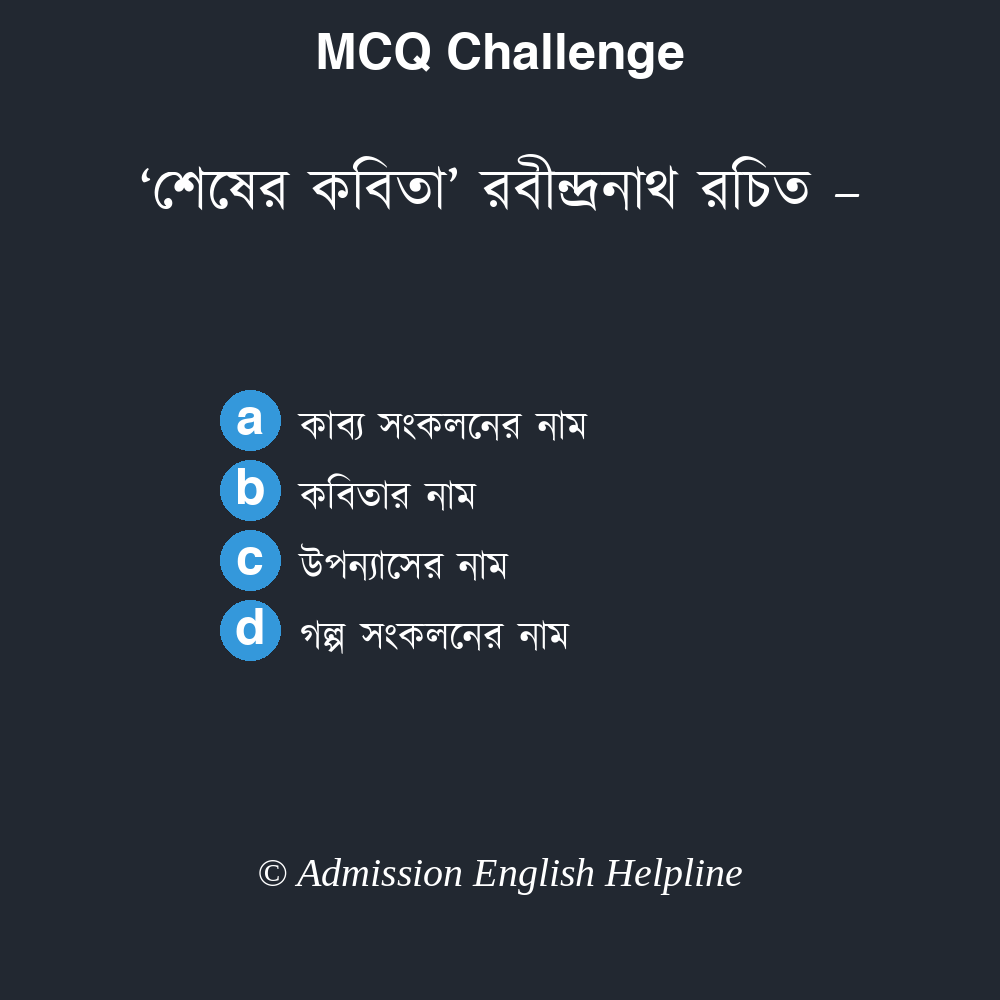 MCQ Challenge
‘শেষের কবিতা’ রবীন্দ্রনাথ রচিত –
a কাব্য সংকলনের নাম
b কবিতার নাম
c উপন্যাসের নাম
d গল্প সংকলনের নাম
© Admission English Helpline